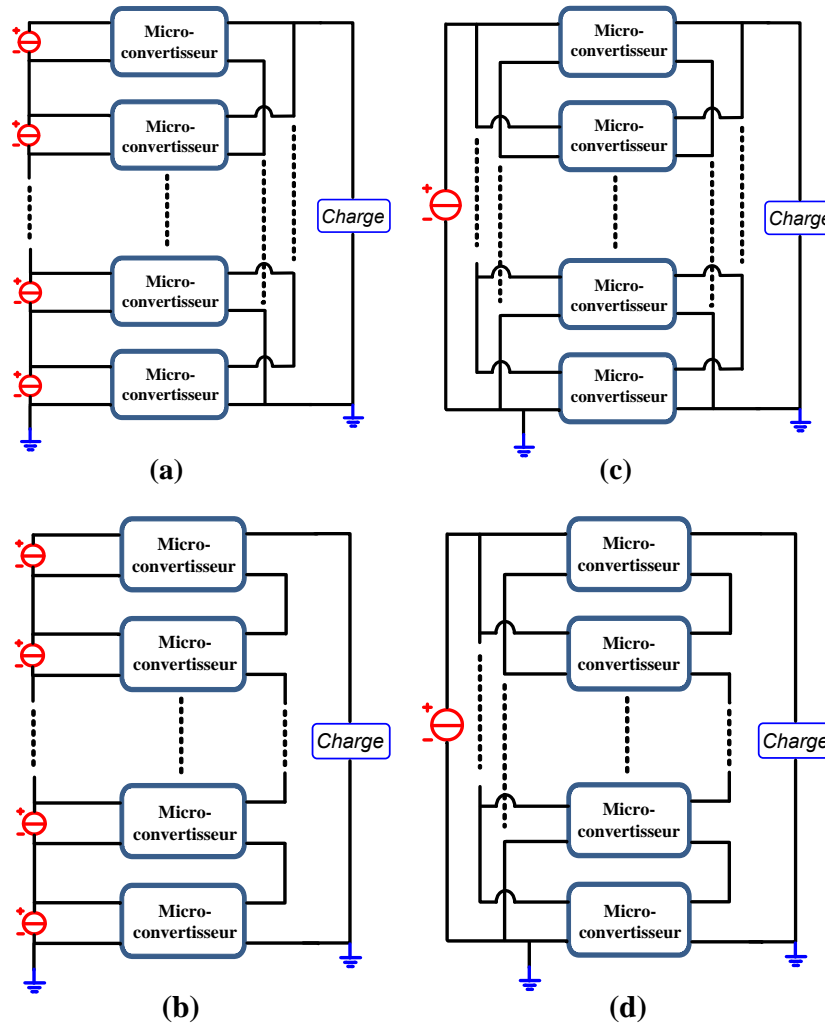 Micro-
convertisseur
Micro-
convertisseur
Micro-
convertisseur
Micro-
convertisseur
Charge
+
-
+
-
+
-
+
-
(a)
Micro-
convertisseur
Micro-
convertisseur
Micro-
convertisseur
Micro-
convertisseur
Charge
+
-
(c)
Micro-
convertisseur
Micro-
convertisseur
Micro-
convertisseur
Micro-
convertisseur
Charge
+
-
+
-
+
-
+
-
(b)
Micro-
convertisseur
Micro-
convertisseur
Micro-
convertisseur
Micro-
convertisseur
Charge
+
-
(d)